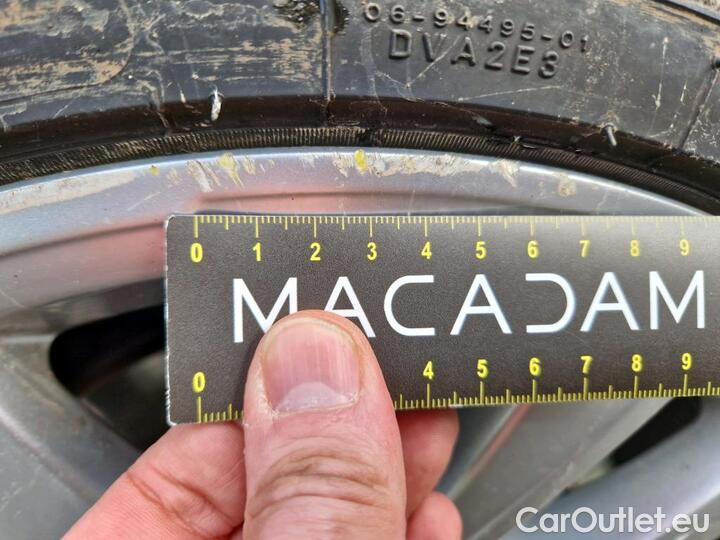 06-94495-01
DVA2E3
0 1 2 3 4 5 6 7 8 9
MACADAM
0 4 5 6 7 8 9
CarOutlet.eu